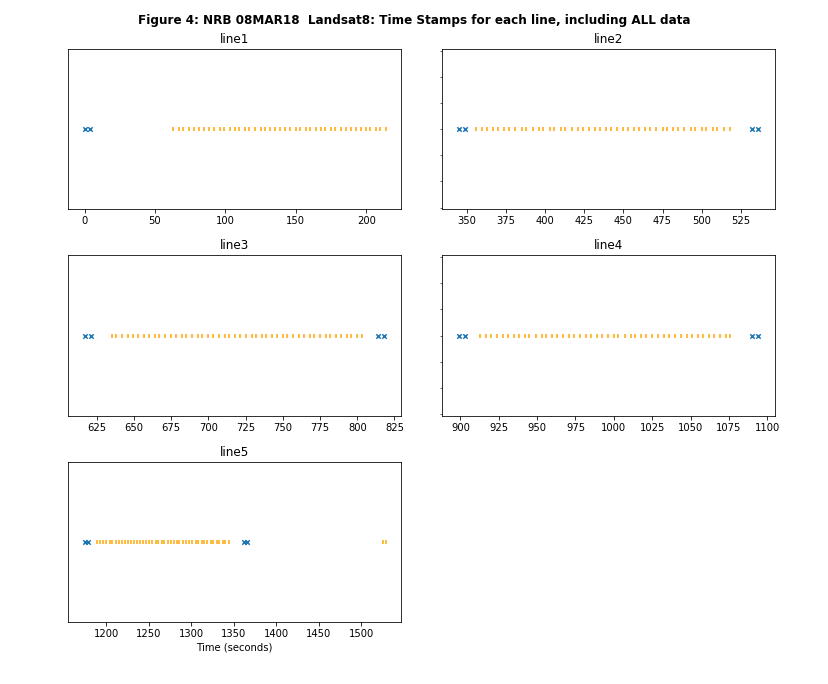 Figure 4: NRB 08MAR18  Landsat8: Time Stamps for each line, including ALL data
line1
line2
0 50 100 150 200
350 375 400 425 450 475 500 525
line3
line4
625 650 675 700 725 750 775 800 825
900 925 950 975 1000 1025 1050 1075 1100
line5
1200 1250 1300 1350 1400 1450 1500
Time (seconds)